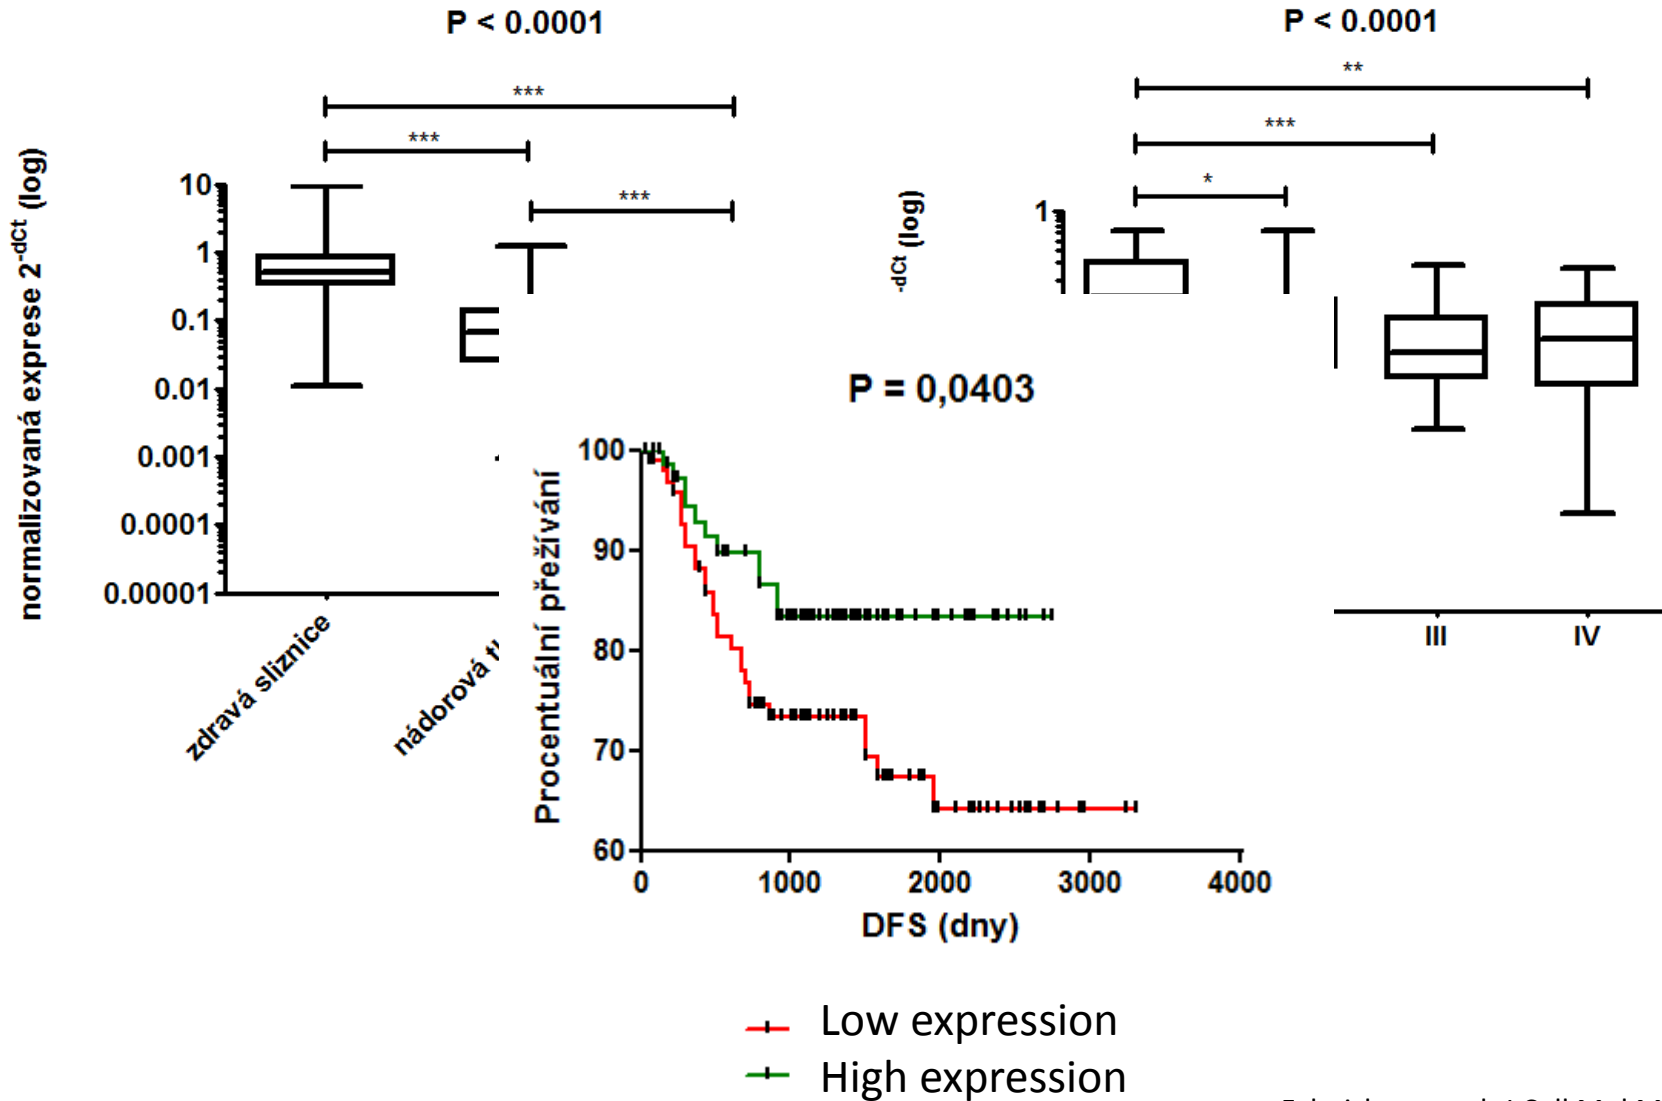 P < 0.0001
***
***
***
normalizovaná exprese 2^-dCt (log)
10
1
0.1
0.01
0.001
0.0001
0.00001
zdravá sliznice
nádorová
P < 0.0001
**
***
*
-dCt (log)
1
III
IV
P = 0,0403
Procentuální přežívání
100
90
80
70
60
0 1000 2000 3000 4000
DFS (dny)
Low expression
High expression